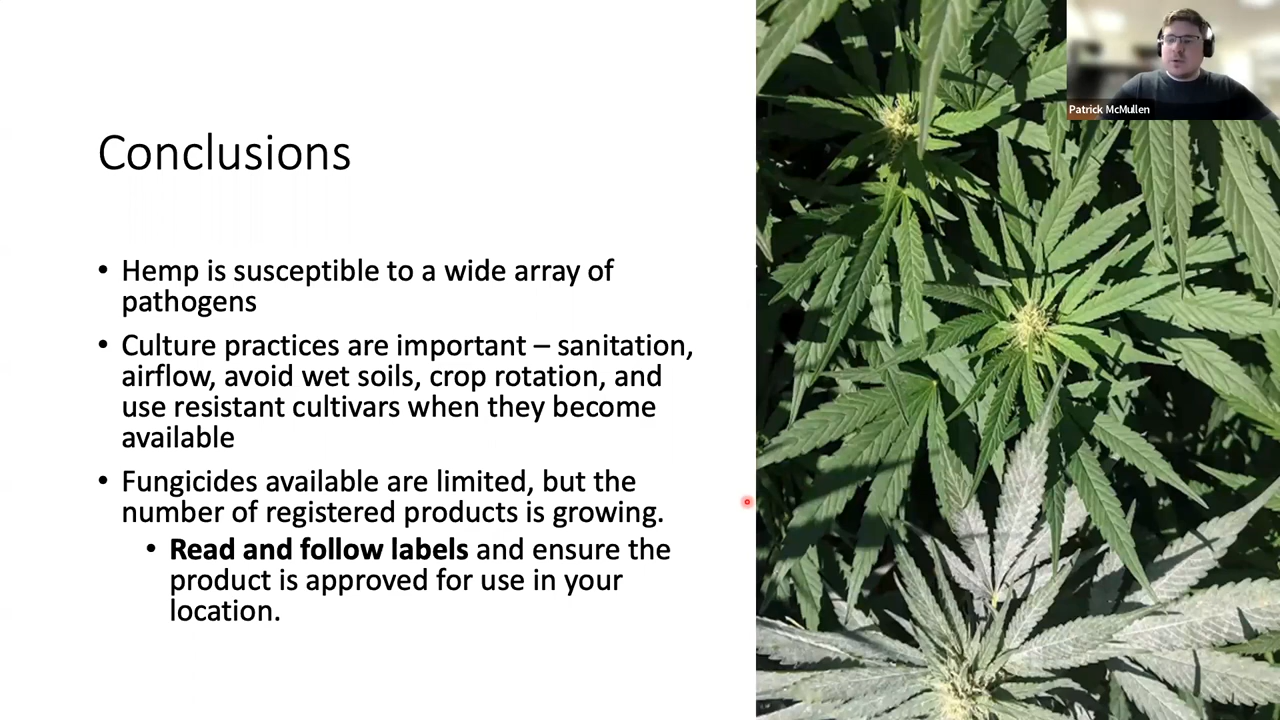 Patrick McMullen
Conclusions
• Hemp is susceptible to a wide array of
pathogens
• Culture practices are important – sanitation,
airflow, avoid wet soils, crop rotation, and
use resistant cultivars when they become
available
• Fungicides available are limited, but the
number of registered products is growing.
• Read and follow labels and ensure the
product is approved for use in your
location.